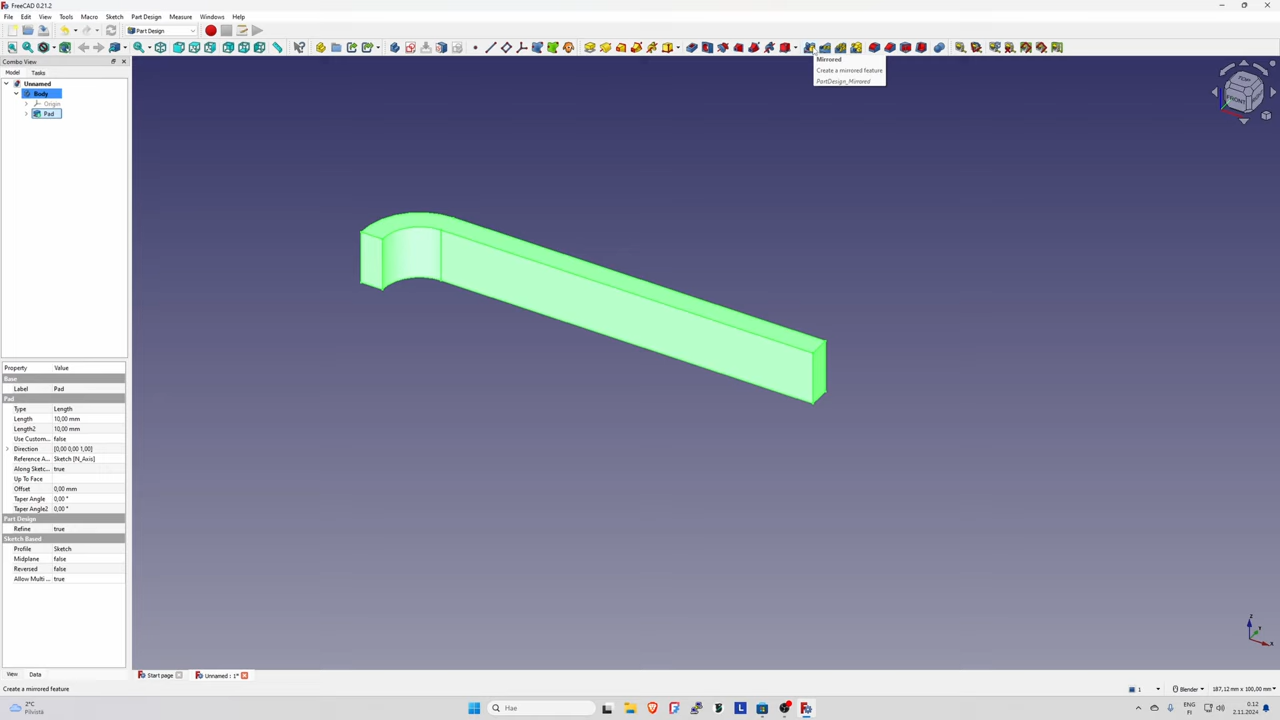 FreeCAD 0.21.2
File Edit View Tools Macro Sketch Part Design Measure Windows Help
Part Design
Combo View
Model Tasks
Mirrored
Create a mirrored feature
PartDesign_Mirrored
Unnamed
Body
Origin
Pad
FRONT
Property Value
Base
Label Pad
Pad
Type Length
Length 10,00 mm
Length2 10,00 mm
Use Custom... false
Direction [0,00 0,00 1,00]
Reference A... Sketch [N_Axis]
Along Sketc... true
Up To Face
Offset 0,00 mm
Taper Angle 0,00 °
Taper Angle2 0,00 °
Part Design
Refine true
Sketch Based
Profile Sketch
Midplane false
Reversed false
Allow Multi ... true
Z
Y
X
View Data
Start page Unnamed : 1*
Create a mirrored feature
1 Blender 187,12 mm x 100,00 mm
2°C
Pilvistä
Hae
ENG
FI
0.12
2.11.2024